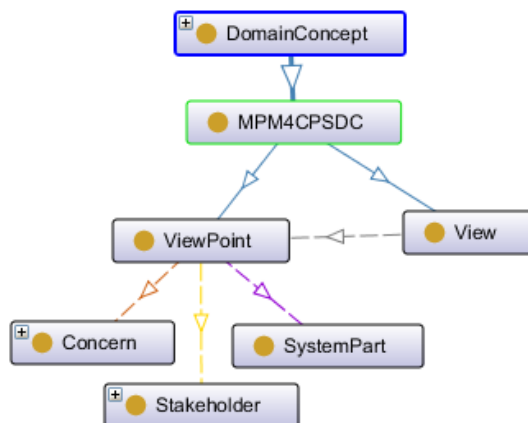 DomainConcept
MPM4CPSDC
ViewPoint
View
Concern
SystemPart
Stakeholder